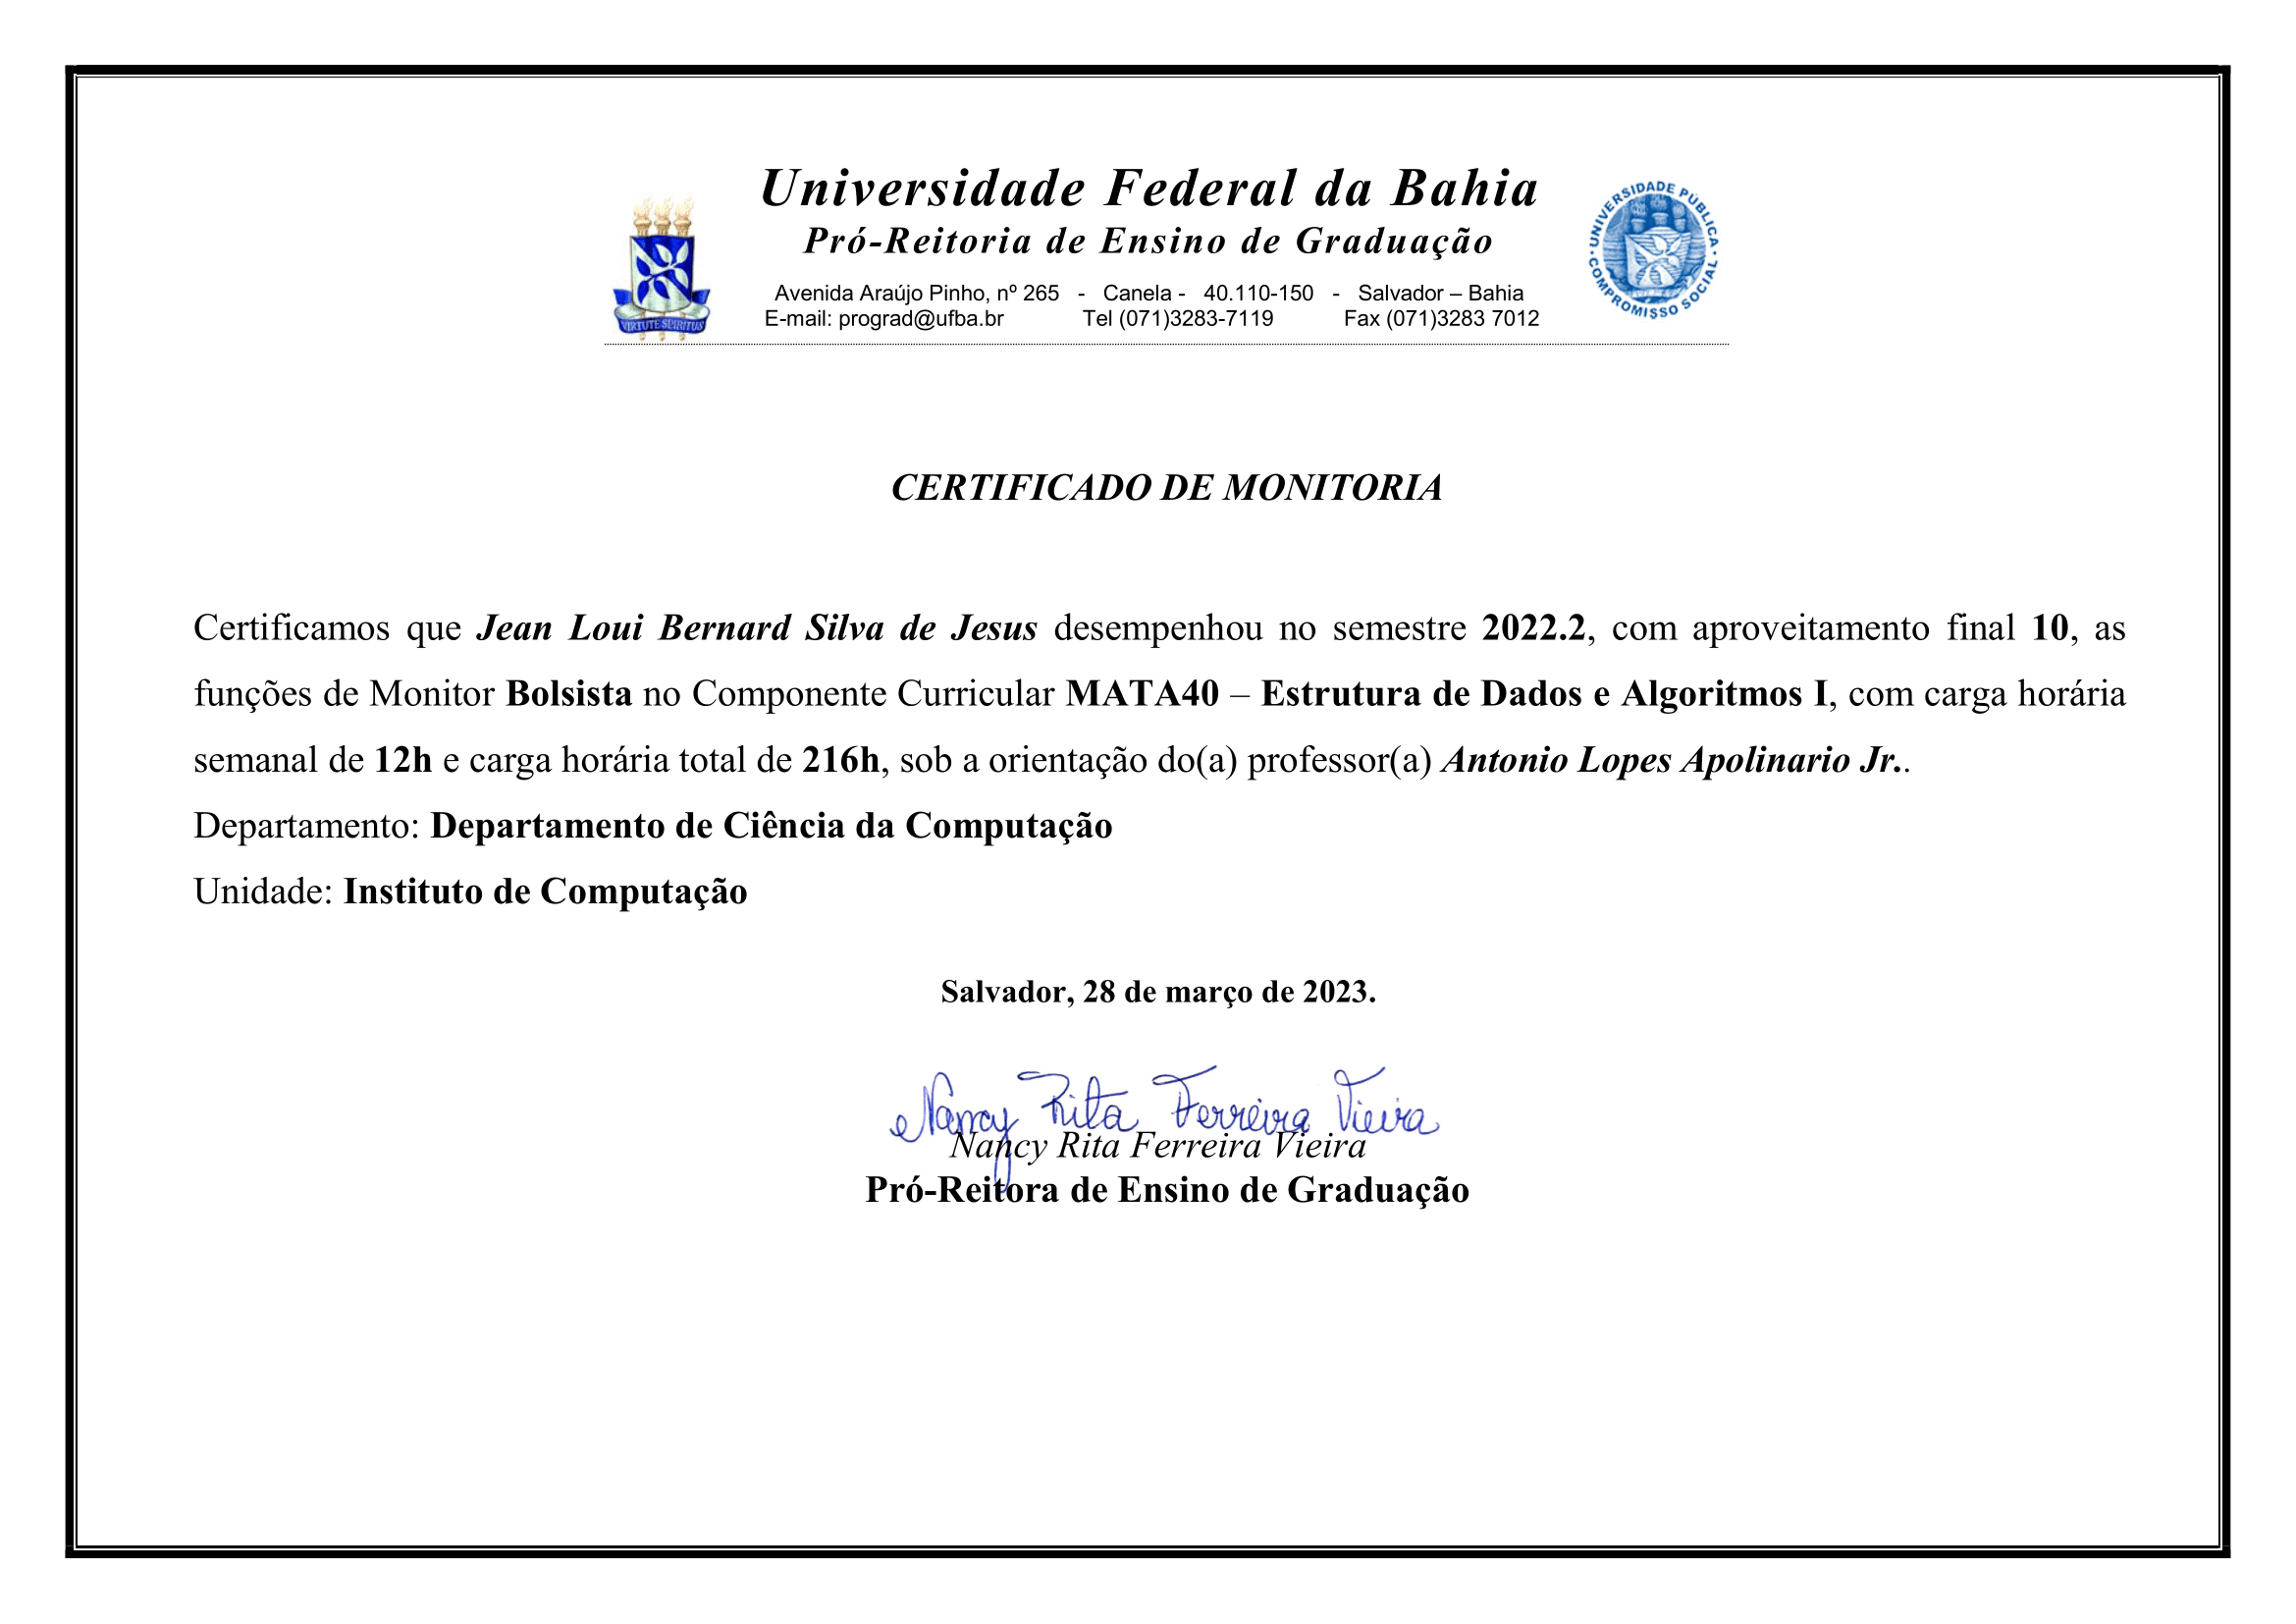 Universidade Federal da Bahia
Pró-Reitoria de Ensino de Graduação
Avenida Araújo Pinho, nº 265 - Canela - 40.110-150 - Salvador – Bahia
E-mail: prograd@ufba.br Tel (071)3283-7119 Fax (071)3283 7012
VIRTUTE SPIRITUS
UNIVERSIDADE PÚBLICA · COMPROMISSO SOCIAL ·
CERTIFICADO DE MONITORIA
Certificamos que Jean Loui Bernard Silva de Jesus desempenhou no semestre 2022.2, com aproveitamento final 10, as
funções de Monitor Bolsista no Componente Curricular MATA40 – Estrutura de Dados e Algoritmos I, com carga horária
semanal de 12h e carga horária total de 216h, sob a orientação do(a) professor(a) Antonio Lopes Apolinario Jr..
Departamento: Departamento de Ciência da Computação
Unidade: Instituto de Computação
Salvador, 28 de março de 2023.
Nancy Rita Ferreira Vieira
Nancy Rita Ferreira Vieira
Pró-Reitora de Ensino de Graduação